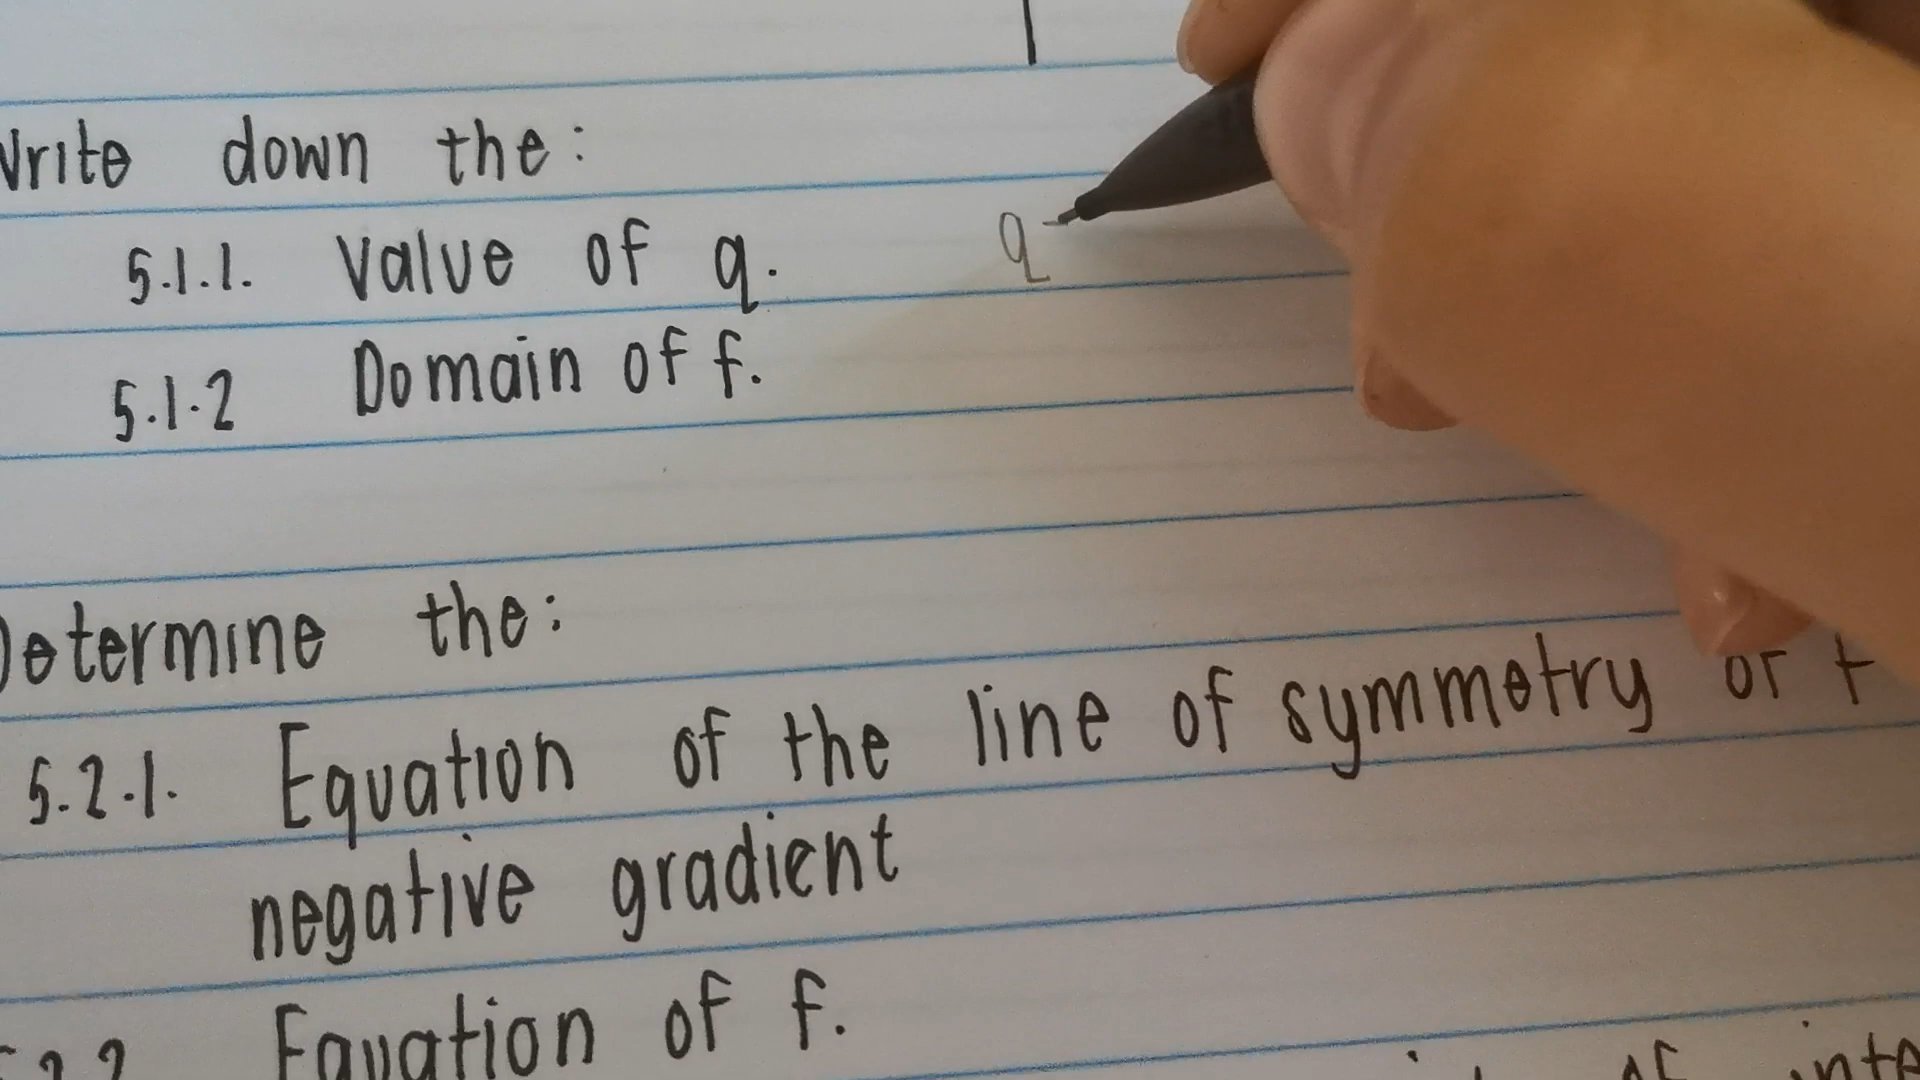 Write down the:
5.1.1. Value of q. q
5.1.2 Domain of f.
Determine the:
5.2.1. Equation of the line of symmetry of
negative gradient
Equation of f.
of